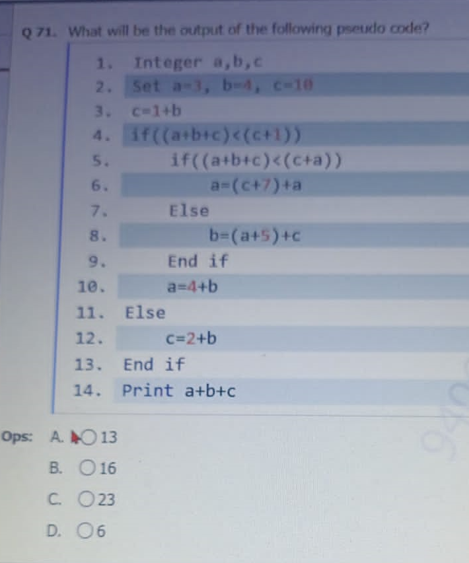 Q 71. What will be the output of the following pseudo code?
1. Integer a,b,c
2. Set a=3, b=4, c=10
3. c=1+b
4. if((a+b+c)<(c+1))
5. if((a+b+c)<(c+a))
6. a=(c+7)+a
7. Else
8. b=(a+5)+c
9. End if
10. a=4+b
11. Else
12. c=2+b
13. End if
14. Print a+b+c
Ops: A. 13
B. 16
C. 23
D. 6
940